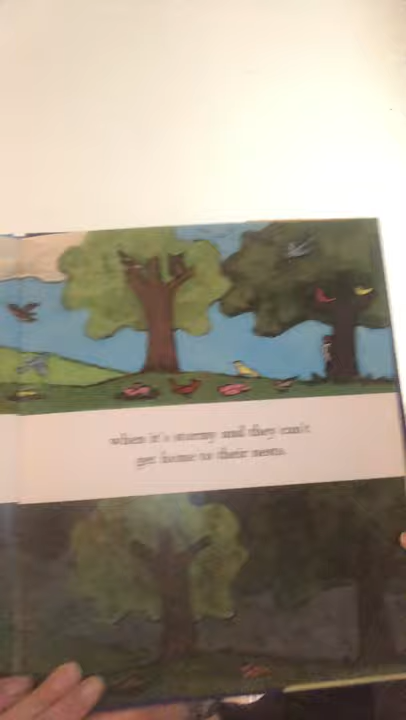 when it's stormy and they can't
get home to their nests.